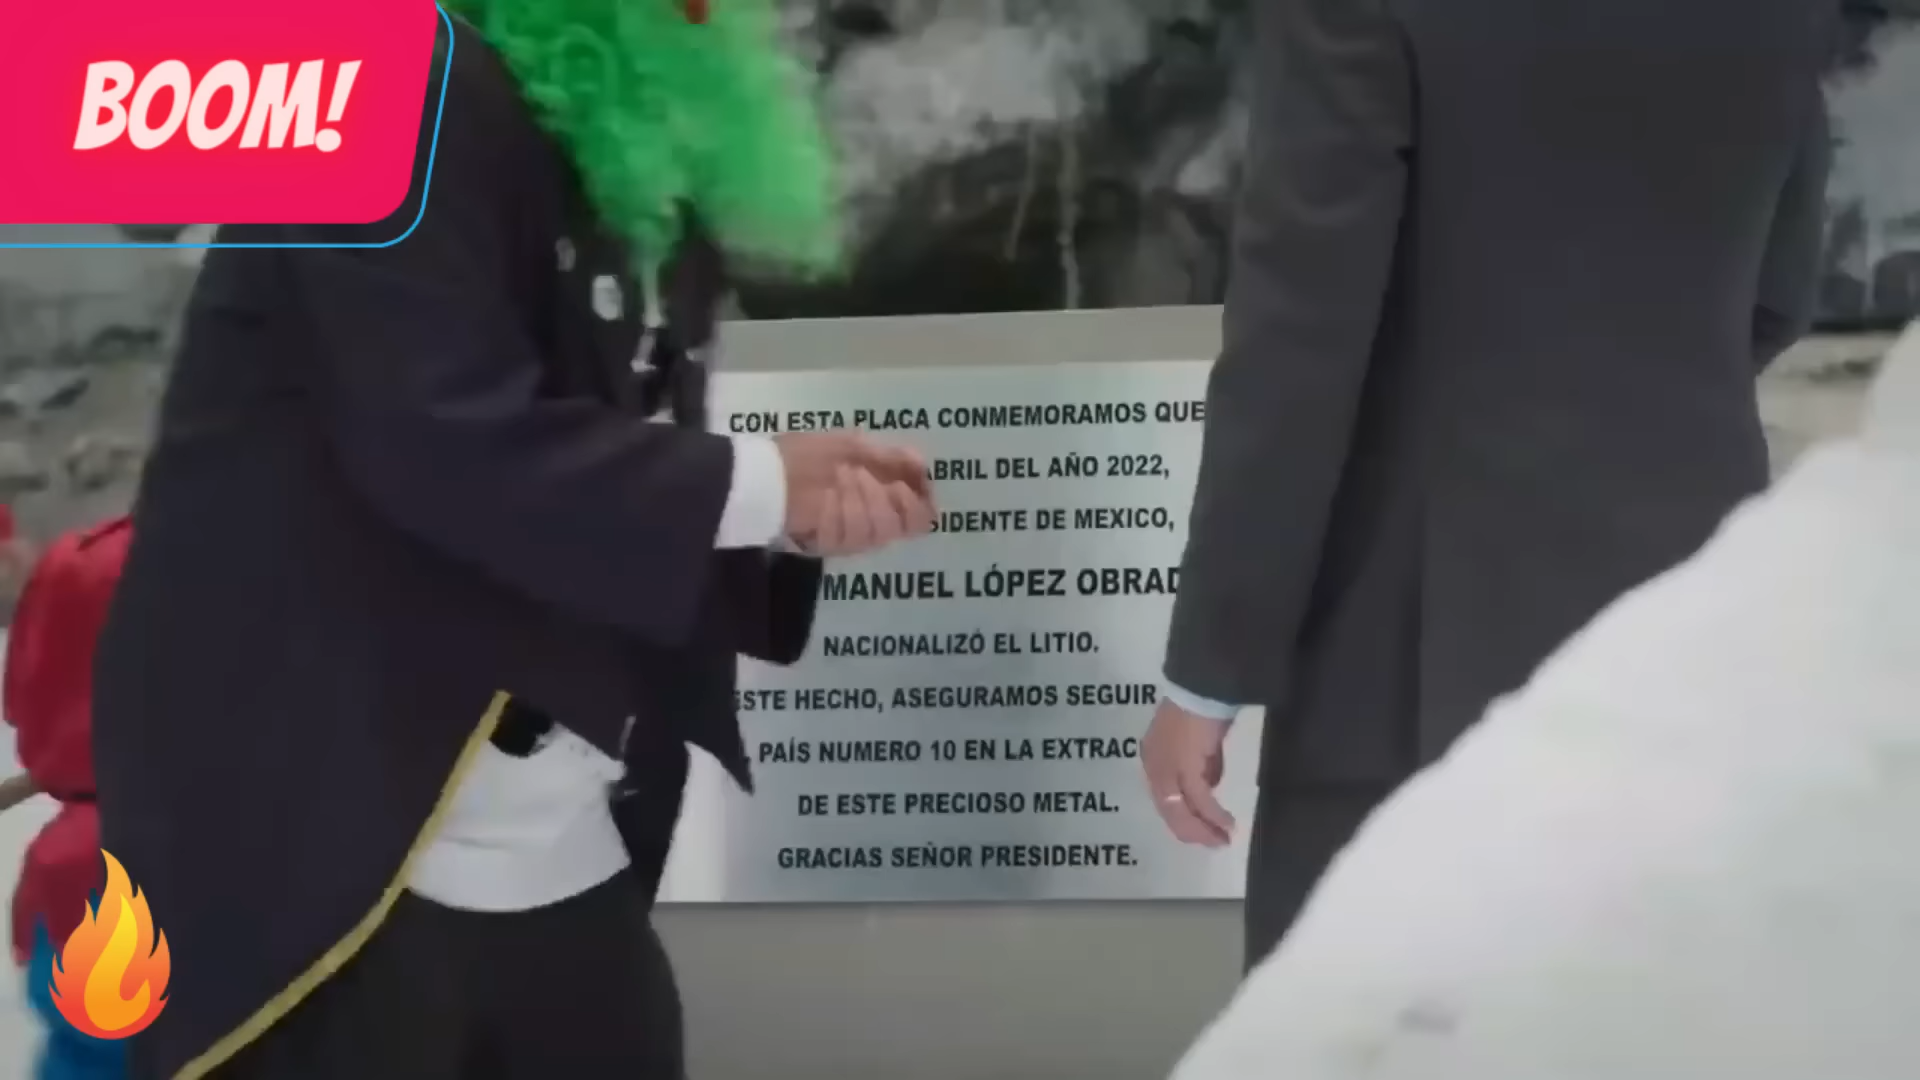 BOOM!
CON ESTA PLACA CONMEMORAMOS QUE
ABRIL DEL AÑO 2022,
SIDENTE DE MEXICO,
MANUEL LÓPEZ OBRAD
NACIONALIZÓ EL LITIO.
ESTE HECHO, ASEGURAMOS SEGUIR
PAÍS NUMERO 10 EN LA EXTRAC
DE ESTE PRECIOSO METAL.
GRACIAS SEÑOR PRESIDENTE.